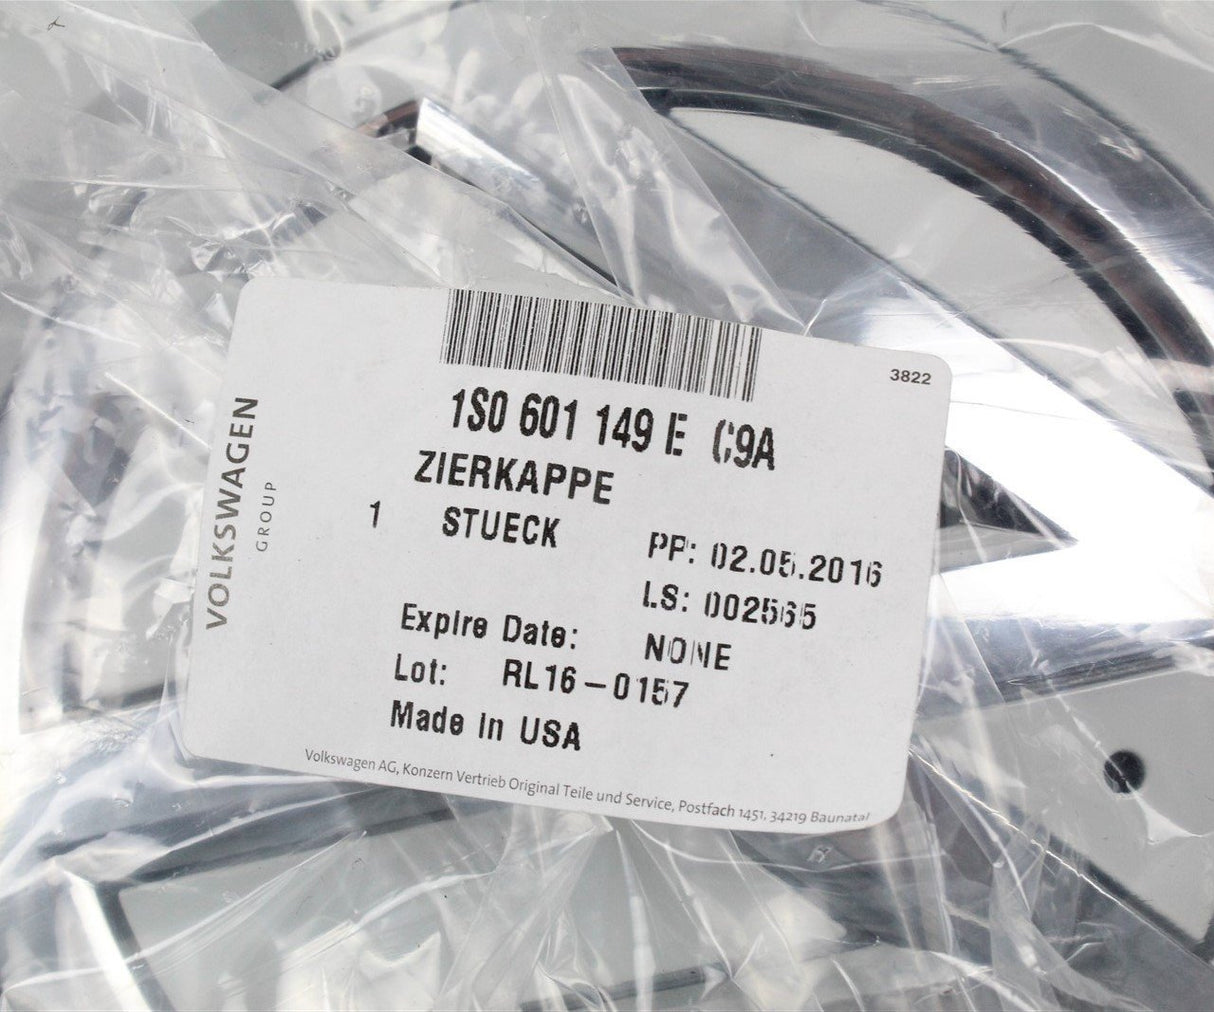 3822
1S0 601 149 E C9A
ZIERKAPPE
1 STUECK
PP: 02.05.2016
LS: 002565
Expire Date: NONE
Lot: RL16-0157
Made in USA
VOLKSWAGEN
GROUP
Volkswagen AG, Konzern Vertrieb Original Teile und Service, Postfach 1451, 34219 Baunatal